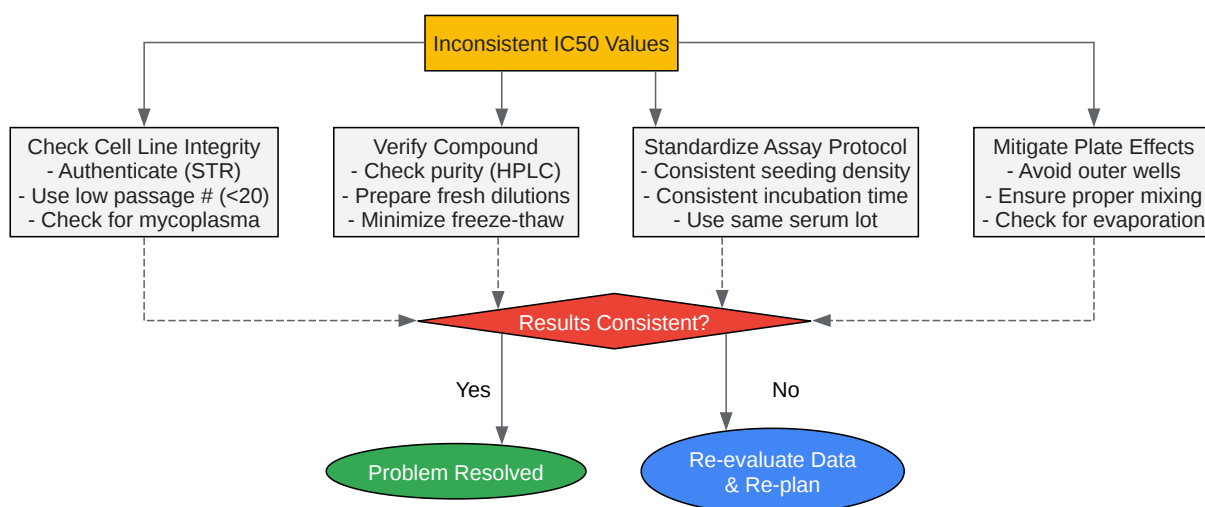 Inconsistent IC50 Values
Check Cell Line Integrity
- Authenticate (STR)
- Use low passage # (<20)
- Check for mycoplasma
Verify Compound
- Check purity (HPLC)
- Prepare fresh dilutions
- Minimize freeze-thaw
Standardize Assay Protocol
- Consistent seeding density
- Consistent incubation time
- Use same serum lot
Mitigate Plate Effects
- Avoid outer wells
- Ensure proper mixing
- Check for evaporation
Results Consistent?
Yes
No
Problem Resolved
Re-evaluate Data
& Re-plan